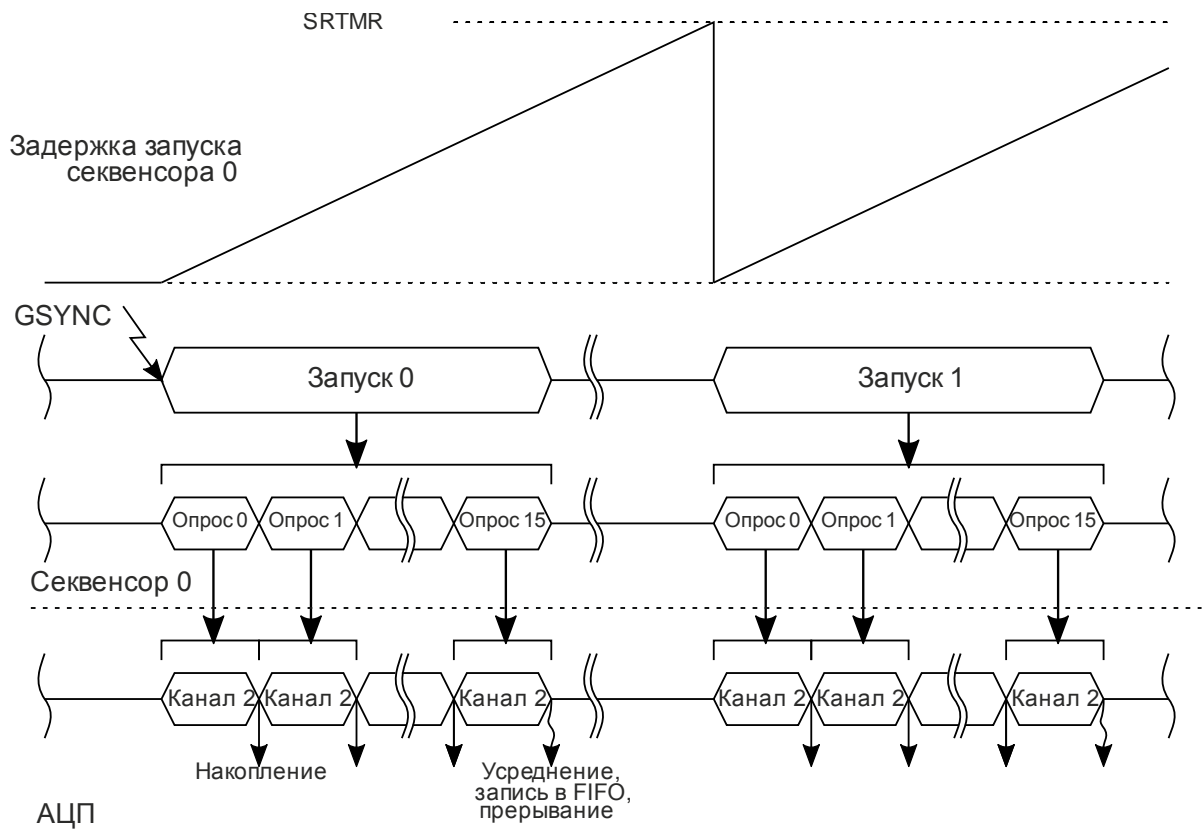 SRTMR
Задержка запуска
секвенсора 0
GSYNC
Запуск 0
Запуск 1
Опрос 0
Опрос 1
Опрос 15
Опрос 0
Опрос 1
Опрос 15
Секвенсор 0
Канал 2
Канал 2
Канал 2
Канал 2
Канал 2
Канал 2
Накопление
Усреднение,
запись в FIFO,
прерывание
АЦП